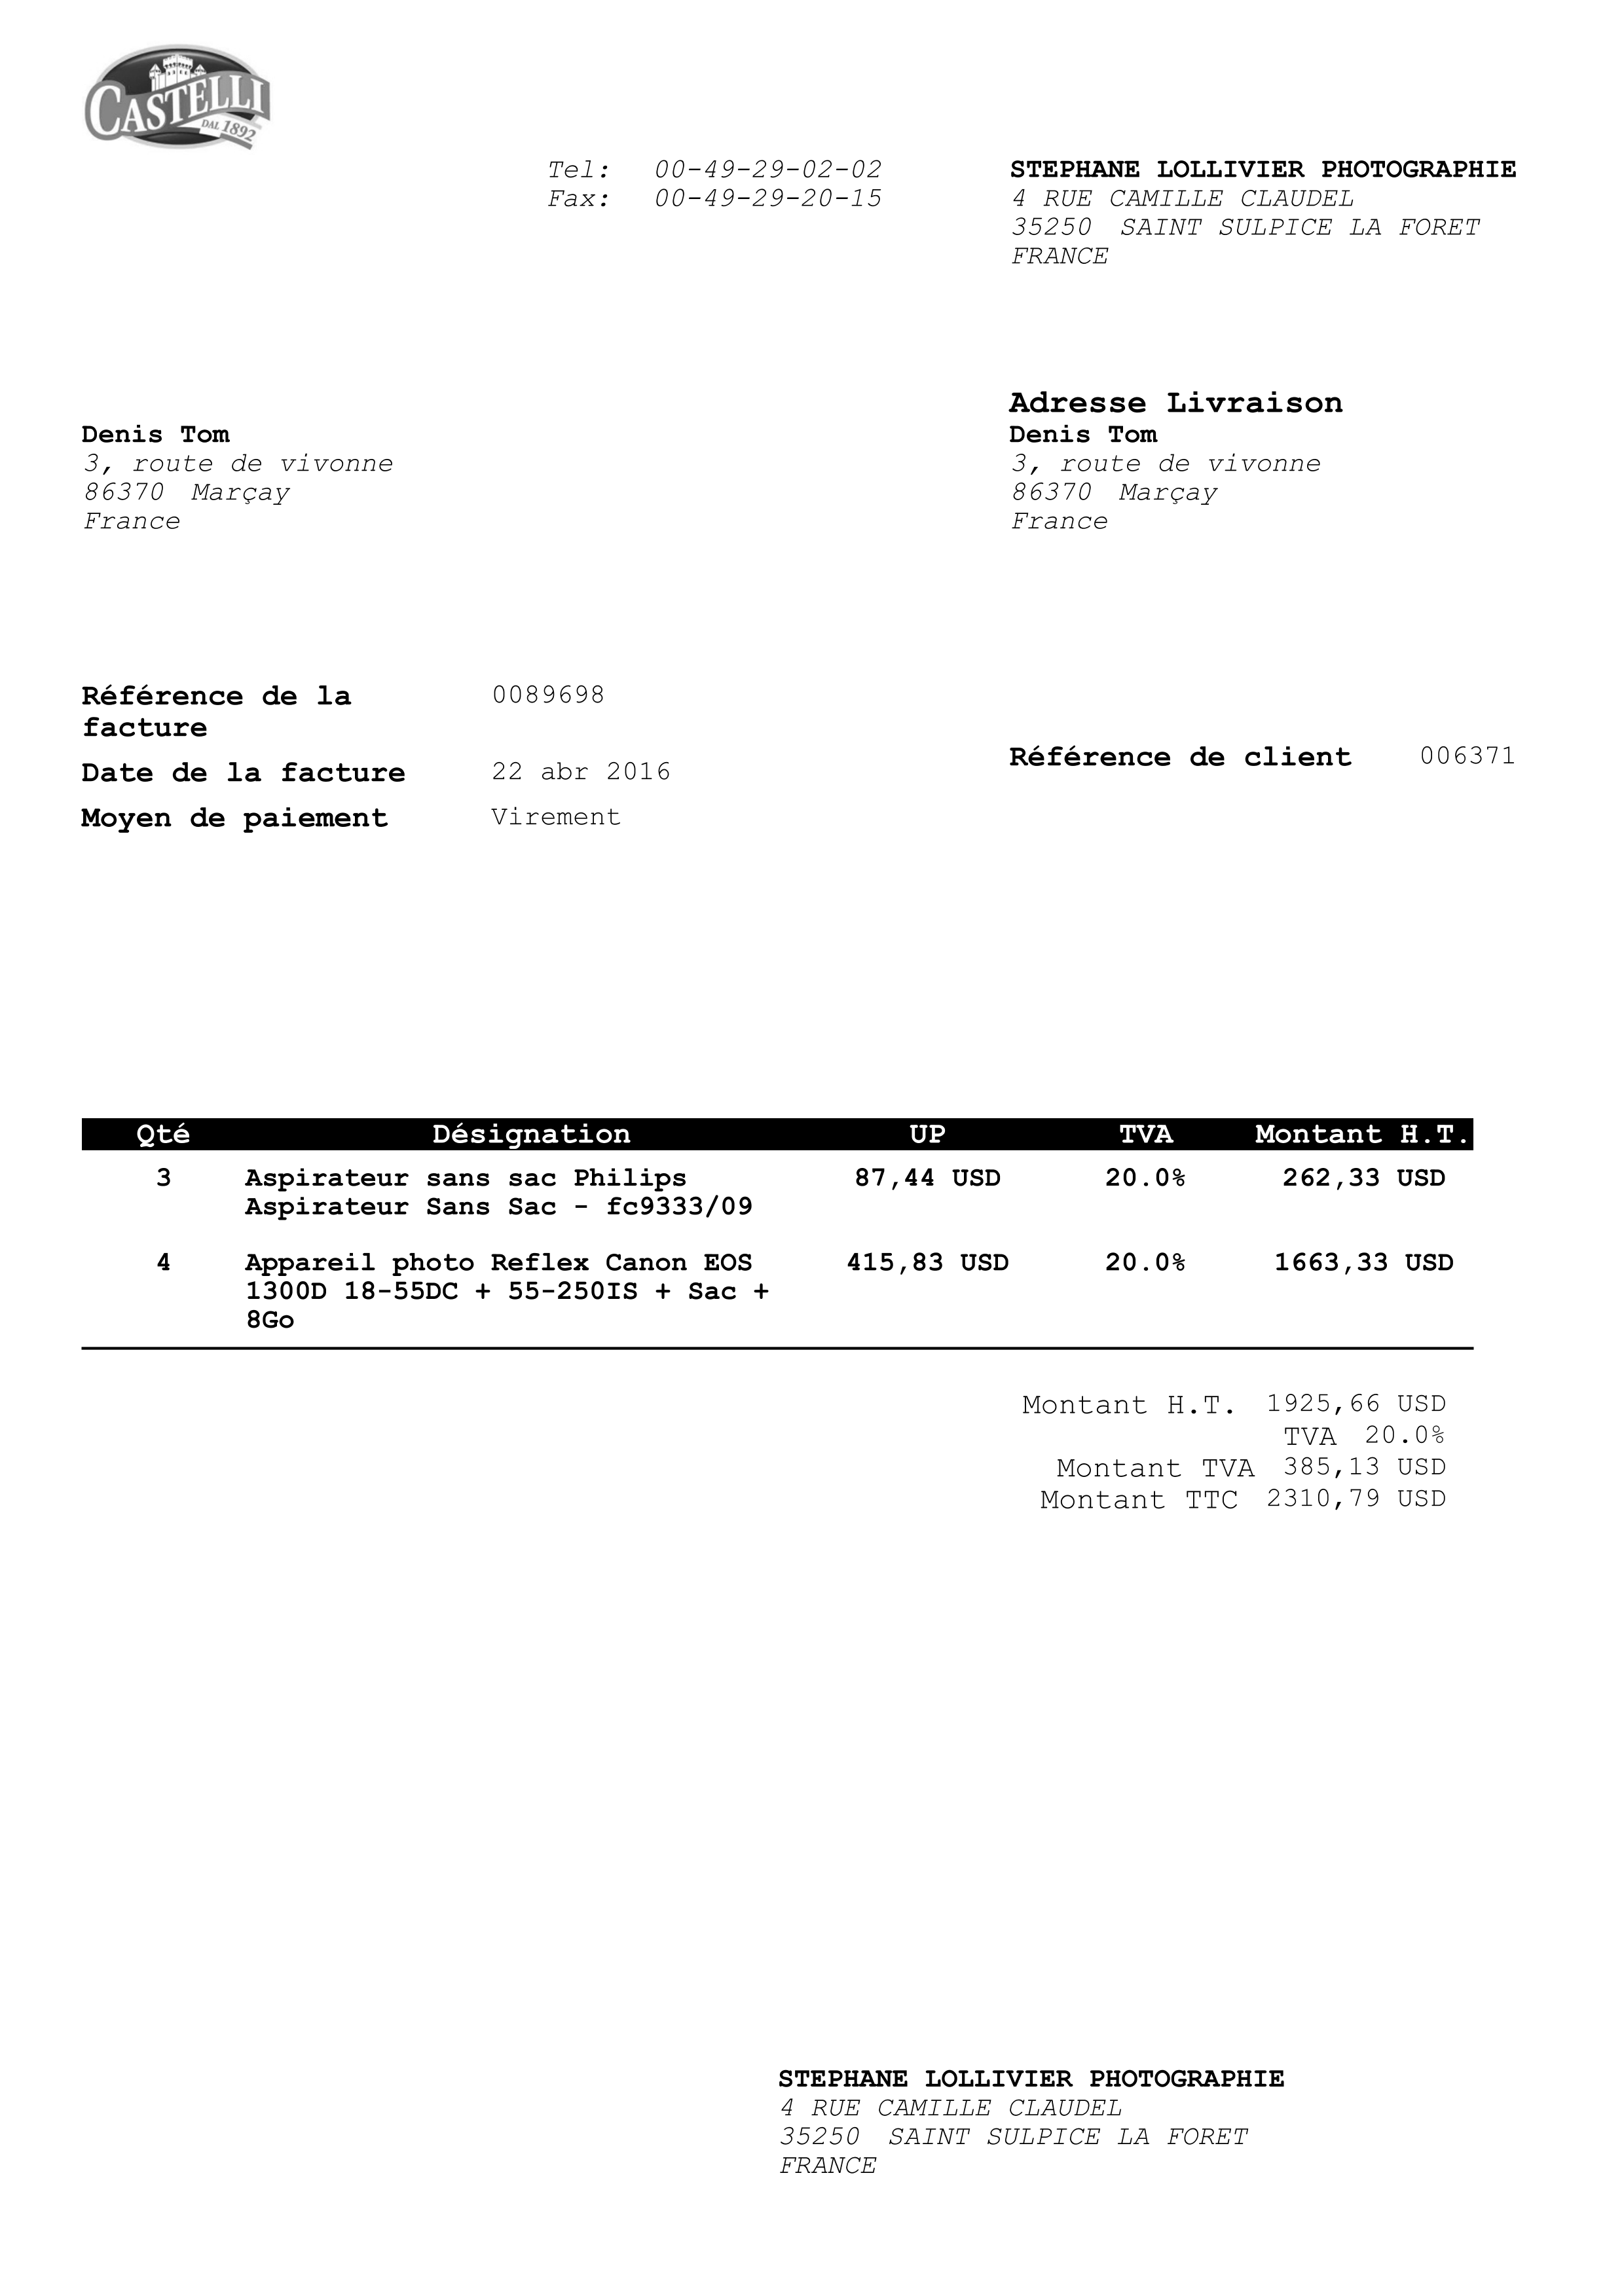 CASTELLI
DAL 1892
Tel: 00-49-29-02-02
Fax: 00-49-29-20-15
STEPHANE LOLLIVIER PHOTOGRAPHIE
4 RUE CAMILLE CLAUDEL
35250 SAINT SULPICE LA FORET
FRANCE
Denis Tom
3, route de vivonne
86370 Marçay
France
Adresse Livraison
Denis Tom
3, route de vivonne
86370 Marçay
France
Référence de la
facture
0089698
Date de la facture 22 abr 2016
Moyen de paiement Virement
Référence de client 006371
Qté Désignation UP TVA Montant H.T.
3 Aspirateur sans sac Philips 87,44 USD 20.0% 262,33 USD
Aspirateur Sans Sac - fc9333/09
4 Appareil photo Reflex Canon EOS 415,83 USD 20.0% 1663,33 USD
1300D 18-55DC + 55-250IS + Sac +
8Go
Montant H.T. 1925,66 USD
TVA 20.0%
Montant TVA 385,13 USD
Montant TTC 2310,79 USD
STEPHANE LOLLIVIER PHOTOGRAPHIE
4 RUE CAMILLE CLAUDEL
35250 SAINT SULPICE LA FORET
FRANCE